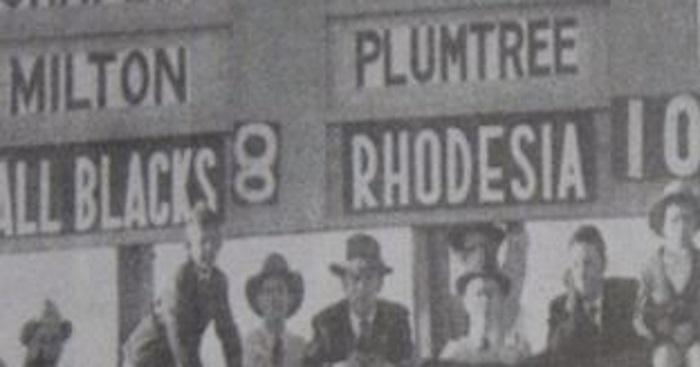 MILTON PLUMTREE
ALL BLACKS 8 RHODESIA 10